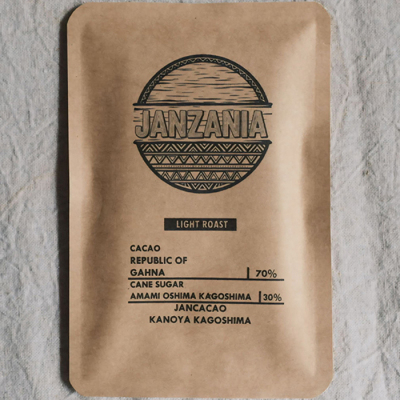 JANZANIA
LIGHT ROAST
CACAO
REPUBLIC OF
GAHNA | 70%
CANE SUGAR
AMAMI OSHIMA KAGOSHIMA | 30%
JANCACAO
KANOYA KAGOSHIMA